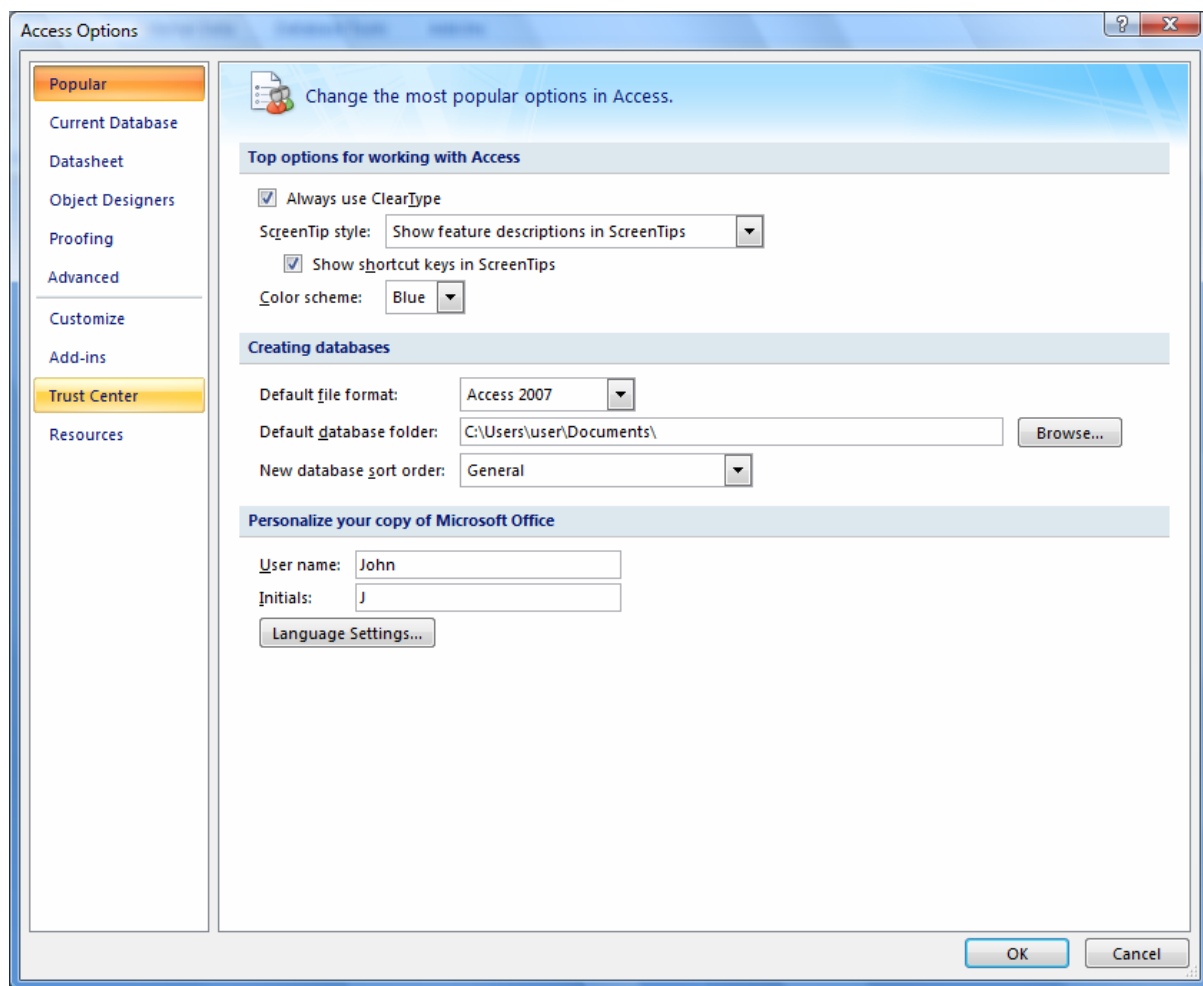 Access Options
Popular
Current Database
Datasheet
Object Designers
Proofing
Advanced
Customize
Add-ins
Trust Center
Resources
Change the most popular options in Access.
Top options for working with Access
Always use ClearType
ScreenTip style: Show feature descriptions in ScreenTips
Show shortcut keys in ScreenTips
Color scheme: Blue
Creating databases
Default file format: Access 2007
Default database folder: C:\Users\user\Documents\ Browse...
New database sort order: General
Personalize your copy of Microsoft Office
User name: John
Initials: J
Language Settings...
OK Cancel